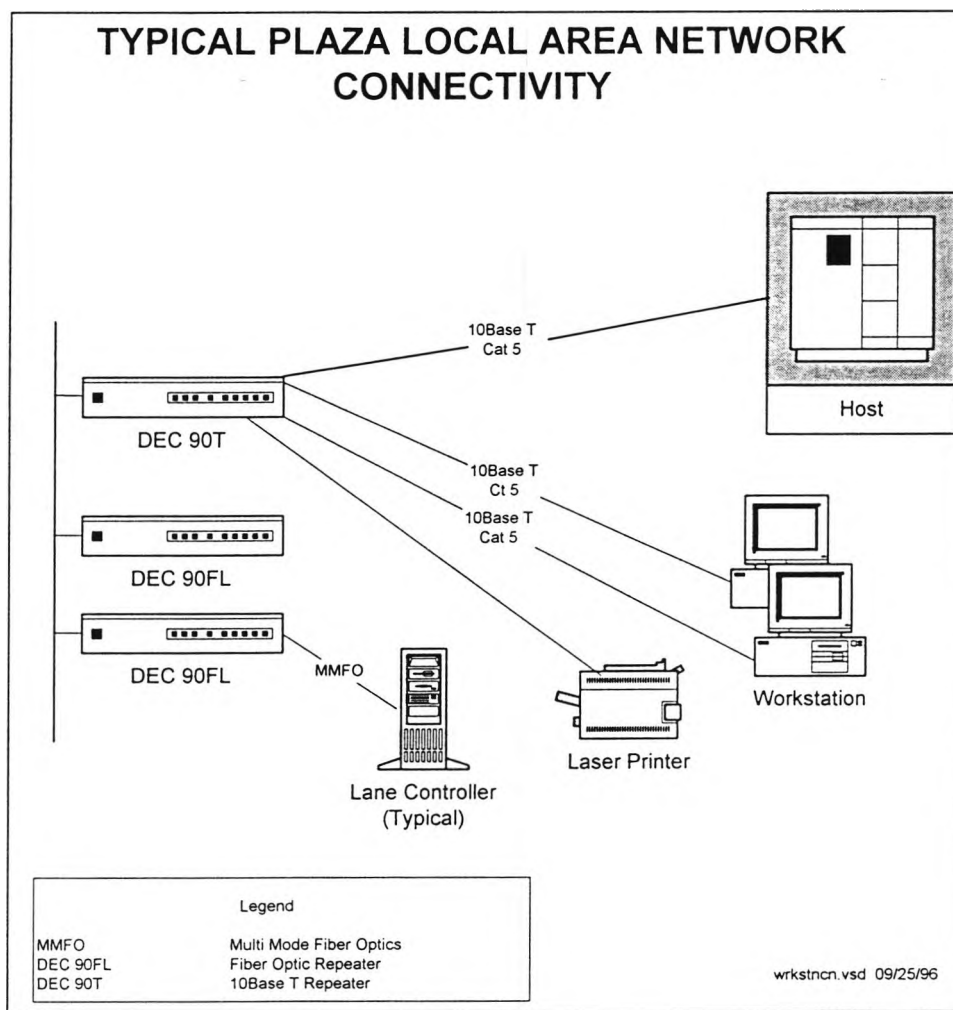 TYPICAL PLAZA LOCAL AREA NETWORK
CONNECTIVITY
10Base T
Cat 5
Host
DEC 90T
10Base T
Ct 5
10Base T
Cat 5
DEC 90FL
DEC 90FL
MMFO
Workstation
Laser Printer
Lane Controller
(Typical)
Legend
MMFO Multi Mode Fiber Optics
DEC 90FL Fiber Optic Repeater
DEC 90T 10Base T Repeater
wrkstncn.vsd 09/25/96